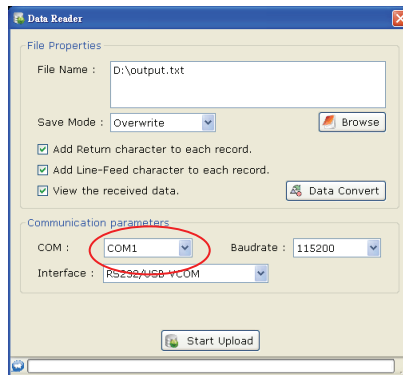 Data Reader
File Properties
File Name : D:\output.txt
Save Mode : Overwrite Browse
Add Return character to each record.
Add Line-Feed character to each record.
View the received data. Data Convert
Communication parameters
COM : COM1 Baudrate : 115200
Interface : RS232/USB VCOM
Start Upload